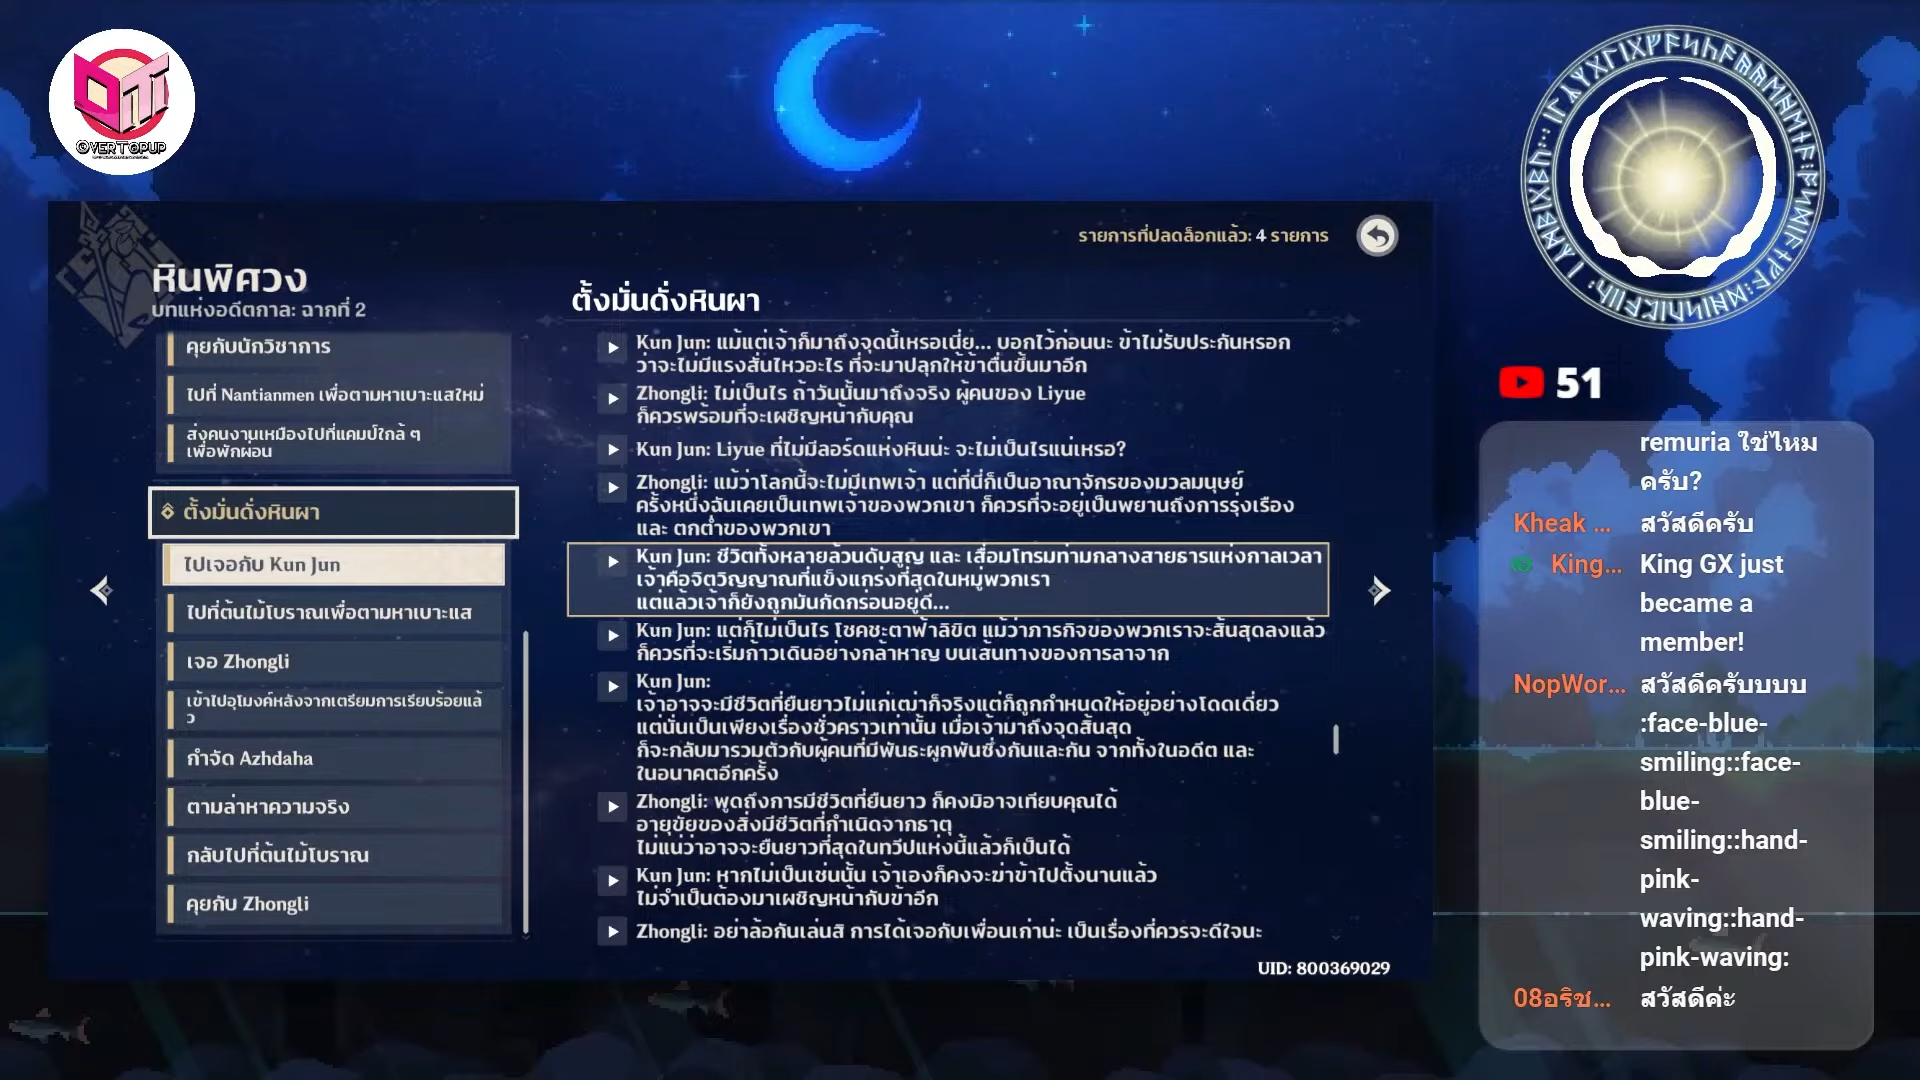 OVERTOPUP
รายการที่ปลดล็อกแล้ว: 4 รายการ
หินพิศวง
บทแห่งอดีตกาล: ฉากที่ 2
คุยกับนักวิชาการ
ไปที่ Nantianmen เพื่อตามหาเบาะแสใหม่
ส่งคนงานเหมืองไปที่แคมป์ใกล้ ๆ
เพื่อพักผ่อน
ตั้งมั่นดั่งหินผา
ไปเจอกับ Kun Jun
ไปที่ต้นไม้โบราณเพื่อตามหาเบาะแส
เจอ Zhongli
เข้าไปอุโมงค์หลังจากเตรียมการเรียบร้อยแล้
ว
กำจัด Azhdaha
ตามล่าหาความจริง
กลับไปที่ต้นไม้โบราณ
คุยกับ Zhongli
ตั้งมั่นดั่งหินผา
Kun Jun: แม้แต่เจ้าก็มาถึงจุดนี้เหรอเนี่ย... บอกไว้ก่อนนะ ข้าไม่รับประกันหรอก
ว่าจะไม่มีแรงสั่นไหวอะไร ที่จะมาปลุกให้ข้าตื่นขึ้นมาอีก
Zhongli: ไม่เป็นไร ถ้าวันนั้นมาถึงจริง ผู้คนของ Liyue
ก็ควรพร้อมที่จะเผชิญหน้ากับคุณ
Kun Jun: Liyue ที่ไม่มีลอร์ดแห่งหินน่ะ จะไม่เป็นไรแน่เหรอ?
Zhongli: แม้ว่าโลกนี้จะไม่มีเทพเจ้า แต่ที่นี่ก็เป็นอาณาจักรของมวลมนุษย์
ครั้งหนึ่งฉันเคยเป็นเทพเจ้าของพวกเขา ก็ควรที่จะอยู่เป็นพยานถึงการรุ่งเรือง
และ ตกต่ำของพวกเขา
Kun Jun: ชีวิตทั้งหลายล้วนดับสูญ และ เสื่อมโทรมท่ามกลางสายธารแห่งกาลเวลา
เจ้าคือจิตวิญญาณที่แข็งแกร่งที่สุดในหมู่พวกเรา
แต่แล้วเจ้าก็ยังถูกมันกัดกร่อนอยู่ดี...
Kun Jun: แต่ก็ไม่เป็นไร โชคชะตาฟ้าลิขิต แม้ว่าภารกิจของพวกเราจะสิ้นสุดลงแล้ว
ก็ควรที่จะเริ่มก้าวเดินอย่างกล้าหาญ บนเส้นทางของการลาจาก
Kun Jun:
เจ้าอาจจะมีชีวิตที่ยืนยาวไม่แก่เฒ่าก็จริงแต่ก็ถูกกำหนดให้อยู่อย่างโดดเดี่ยว
แต่นั่นเป็นเพียงเรื่องชั่วคราวเท่านั้น เมื่อเจ้ามาถึงจุดสิ้นสุด
ก็จะกลับมารวมตัวกับผู้คนที่มีพันธะผูกพันซึ่งกันและกัน จากทั้งในอดีต และ
ในอนาคตอีกครั้ง
Zhongli: พูดถึงการมีชีวิตที่ยืนยาว ก็คงมิอาจเทียบคุณได้
อายุขัยของสิ่งมีชีวิตที่กำเนิดจากธาตุ
ไม่แน่ว่าอาจจะยืนยาวที่สุดในทวีปแห่งนี้แล้วก็เป็นได้
Kun Jun: หากไม่เป็นเช่นนั้น เจ้าเองก็คงจะฆ่าข้าไปตั้งนานแล้ว
ไม่จำเป็นต้องมาเผชิญหน้ากับข้าอีก
Zhongli: อย่าล้อกันเล่นสิ การได้เจอกับเพื่อนเก่าน่ะ เป็นเรื่องที่ควรจะดีใจนะ
UID: 800369029
51
remuria ใช่ไหม
ครับ?
Kheak ... สวัสดีครับ
King... King GX just
became a
member!
NopWor... สวัสดีครับบบบ
:face-blue-
smiling::face-
blue-
smiling::hand-
pink-
waving::hand-
pink-waving:
08อริช... สวัสดีค่ะ